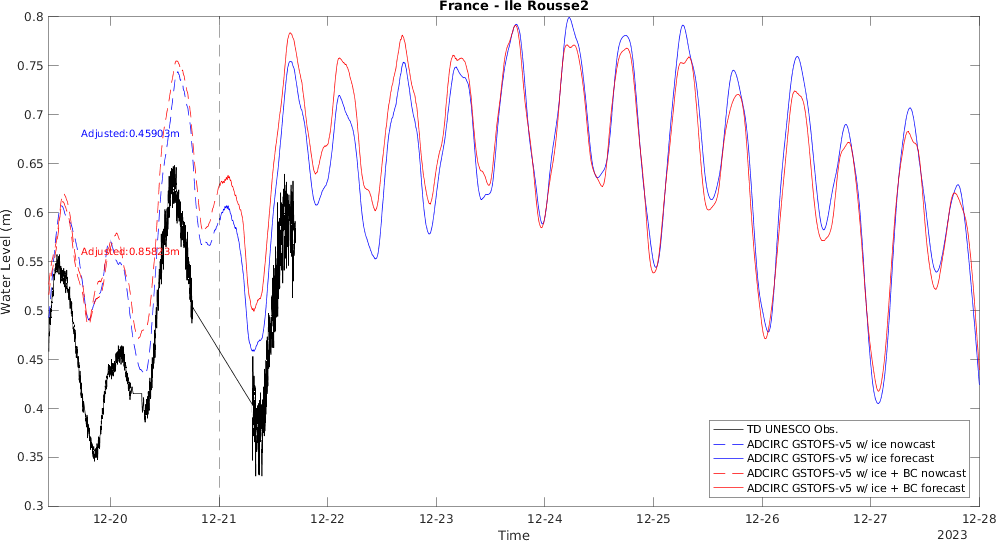 France - Ile Rousse2
Water Level (m)
0.8
0.75
0.7
0.65
0.6
0.55
0.5
0.45
0.4
0.35
0.3
Adjusted:0.45903m
Adjusted:0.85823m
TD UNESCO Obs.
ADCIRC GSTOFS-v5 w/ ice nowcast
ADCIRC GSTOFS-v5 w/ ice forecast
ADCIRC GSTOFS-v5 w/ ice + BC nowcast
ADCIRC GSTOFS-v5 w/ ice + BC forecast
12-20 12-21 12-22 12-23 12-24 12-25 12-26 12-27 12-28
Time
2023